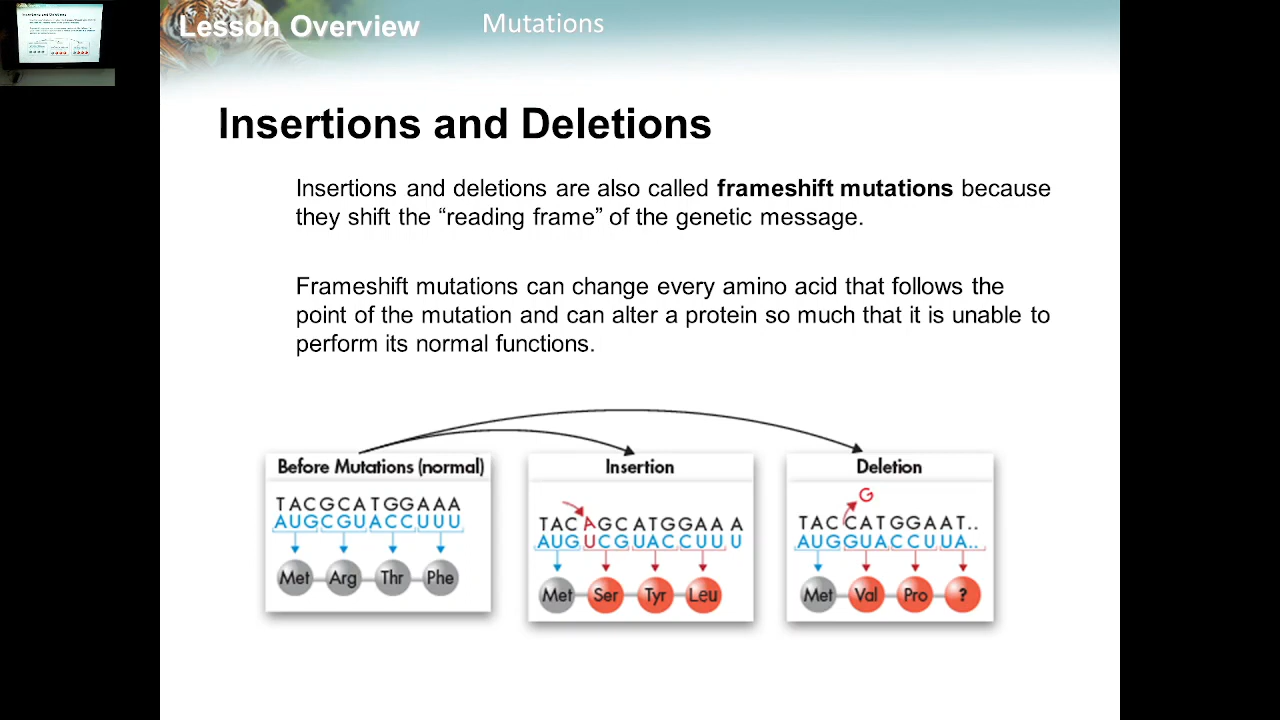 Lesson Overview
Mutations
Insertions and Deletions
Insertions and deletions are also called frameshift mutations because
they shift the “reading frame” of the genetic message.
Frameshift mutations can change every amino acid that follows the
point of the mutation and can alter a protein so much that it is unable to
perform its normal functions.
Before Mutations (normal)
TACGCATGGAAA
AUGCGUACCUUU
Met Arg Thr Phe
Insertion
TACAGCATGGAAA
AUGUCGUACCUUU
Met Ser Tyr Leu
Deletion
G
TACCATGGAAT..
AUGGUACCUUA..
Met Val Pro ?